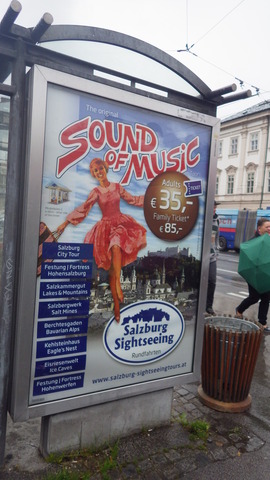 The original
SOUND
OF MUSIC
Adults
€ 35,-
TICKET
Family Ticket*
€ 85,-
Salzburg
City Tour
Festung | Fortress
Hohensalzburg
Salzkammergut
Lakes & Mountains
Salzbergwerk
Salt Mines
Berchtesgaden
Bavarian Alps
Kehlsteinhaus
Eagle's Nest
Eisriesenwelt
Ice Caves
Festung | Fortress
Hohenwerfen
Salzburg
Sightseeing
Rundfahrten
www.salzburg-sightseeingtours.at